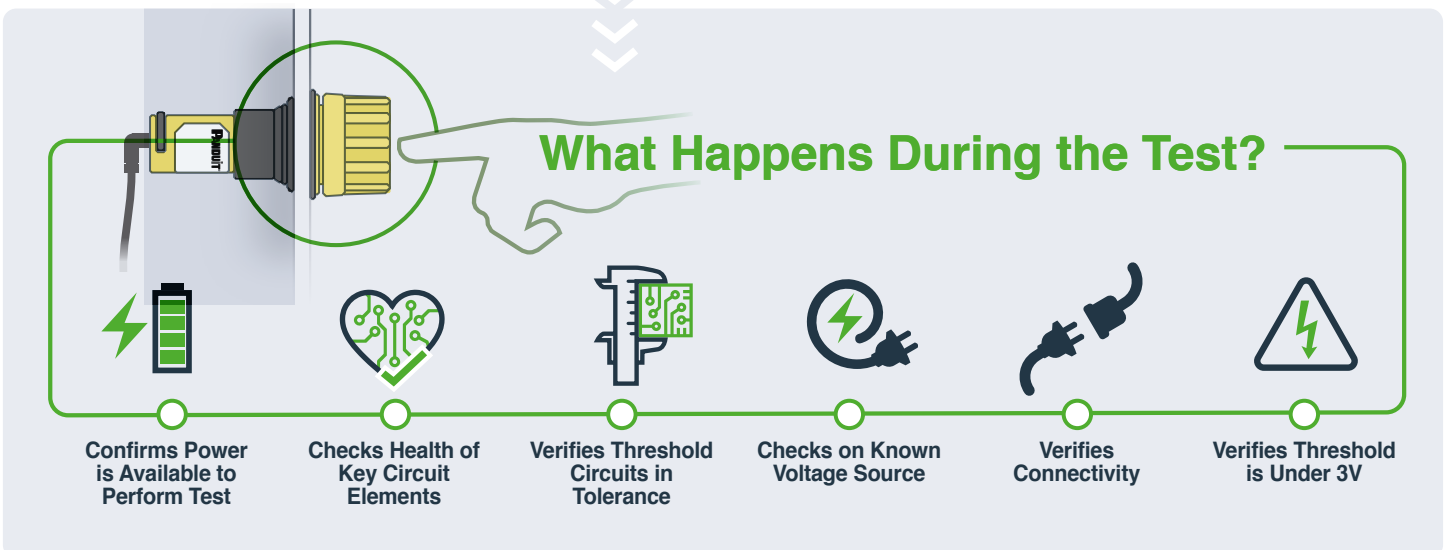 PANDUIT
What Happens During the Test?
Confirms Power
is Available to
Perform Test
Checks Health of
Key Circuit
Elements
Verifies Threshold
Circuits in
Tolerance
Checks on Known
Voltage Source
Verifies
Connectivity
Verifies Threshold
is Under 3V